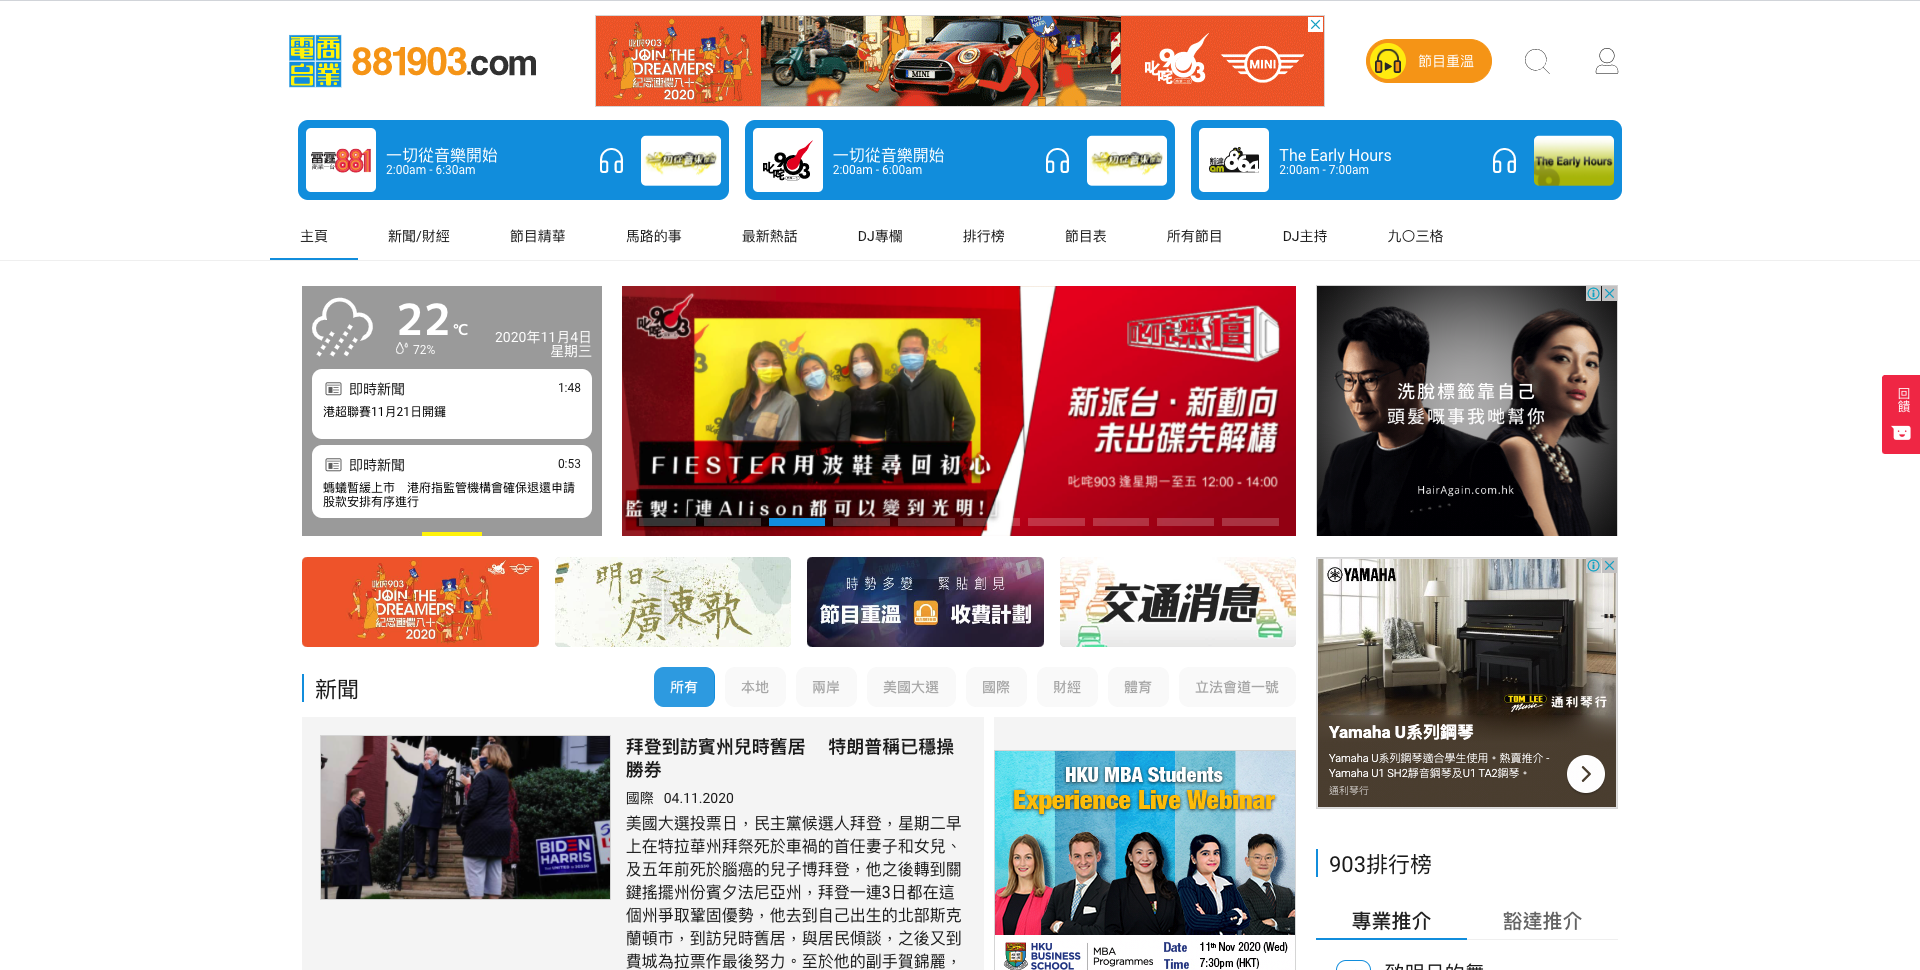 電台
商業
881903.com
叱咤903
JOIN THE
DREAMERS
2020
MINI
叱咤903
MINI
節目重溫
雷霆881
一切從音樂開始
2:00am - 6:30am
叱咤903
一切從音樂開始
2:00am - 6:00am
am864
The Early Hours
2:00am - 7:00am
The Early Hours
主頁
新聞/財經
節目精華
馬路的事
最新熱話
DJ專欄
排行榜
節目表
所有節目
DJ主持
九〇三格
22 °C
72%
2020年11月4日
星期三
即時新聞 1:48
港超聯賽11月21日開鑼
即時新聞 0:53
螞蟻暫緩上市　港府指監管機構會確保退還申請
股款安排有序進行
叱咤903
叱咤樂壇
新派台・新動向
未出碟先解構
叱咤903 逢星期一至五 12:00 - 14:00
FIESTER用波鞋尋回初心
監製：「連Alison都可以變到光明!」
洗脫標籤靠自己
頭髮嘅事我哋幫你
HairAgain.com.hk
回饋
叱咤903
JOIN THE
DREAMERS
2020
明日之
廣東歌
時勢多變 緊貼創見
節目重溫 收費計劃
交通消息
YAMAHA
TOM LEE
Music
通利琴行
Yamaha U系列鋼琴
Yamaha U系列鋼琴適合學生使用。熱賣推介 -
Yamaha U1 SH2靜音鋼琴及U1 TA2鋼琴。
通利琴行
新聞
所有
本地
兩岸
美國大選
國際
財經
體育
立法會道一號
BIDEN
HARRIS
拜登到訪賓州兒時舊居　特朗普稱已穩操
勝券
國際 04.11.2020
美國大選投票日，民主黨候選人拜登，星期二早
上在特拉華州拜祭死於車禍的首任妻子和女兒、
及五年前死於腦癌的兒子博拜登，他之後轉到關
鍵搖擺州份賓夕法尼亞州，拜登一連3日都在這
個州爭取鞏固優勢，他去到自己出生的北部斯克
蘭頓市，到訪兒時舊居，與居民傾談，之後又到
費城為拉票作最後努力。至於他的副手賀錦麗，
HKU MBA Students
Experience Live Webinar
HKU
BUSINESS
SCHOOL
MBA
Programmes
Date 11th Nov 2020 (Wed)
Time 7:30pm (HKT)
903排行榜
專業推介
豁達推介